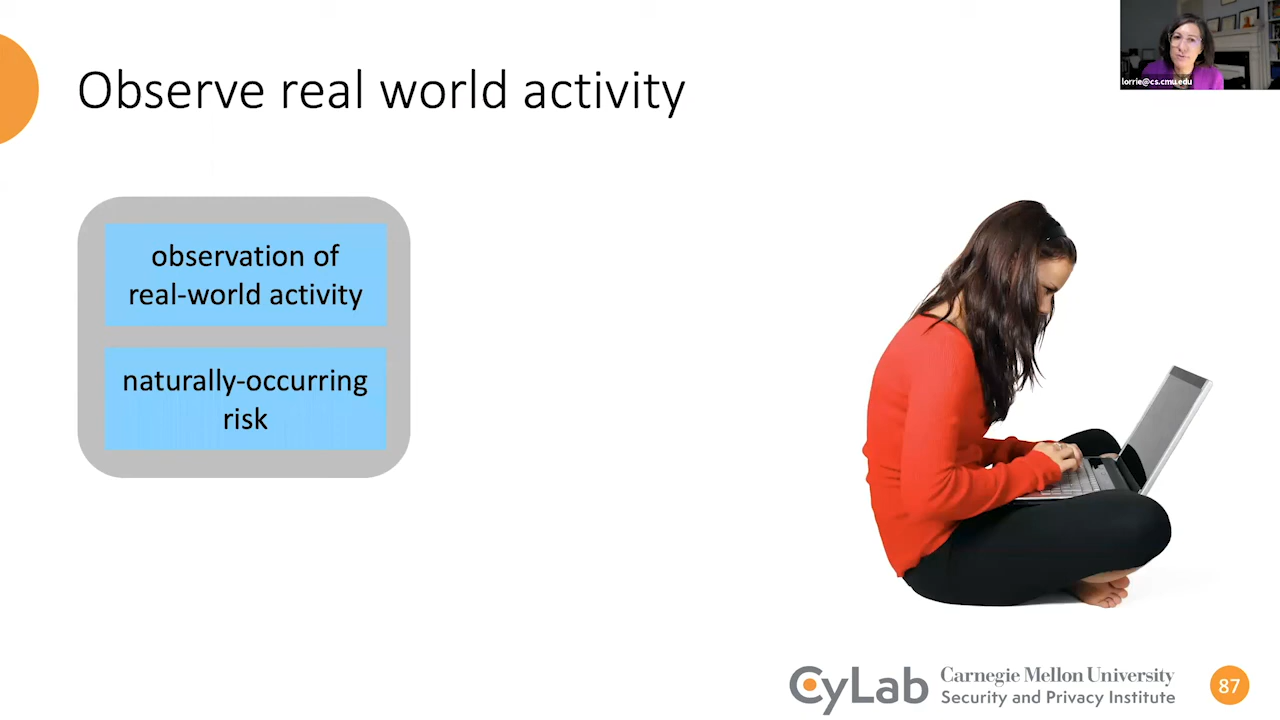 Observe real world activity
lorrie@cs.cmu.edu
observation of
real-world activity
naturally-occurring
risk
CyLab
Carnegie Mellon University
Security and Privacy Institute
87